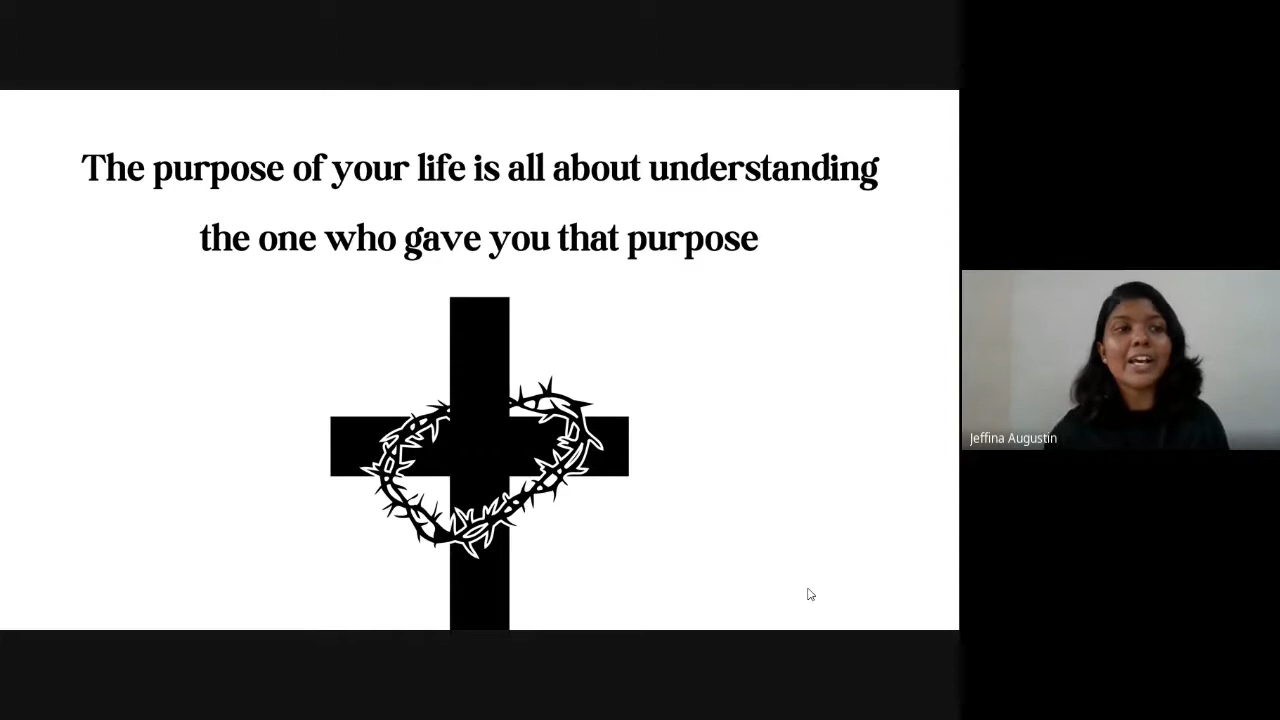 The purpose of your life is all about understanding
the one who gave you that purpose
Jeffina Augustin